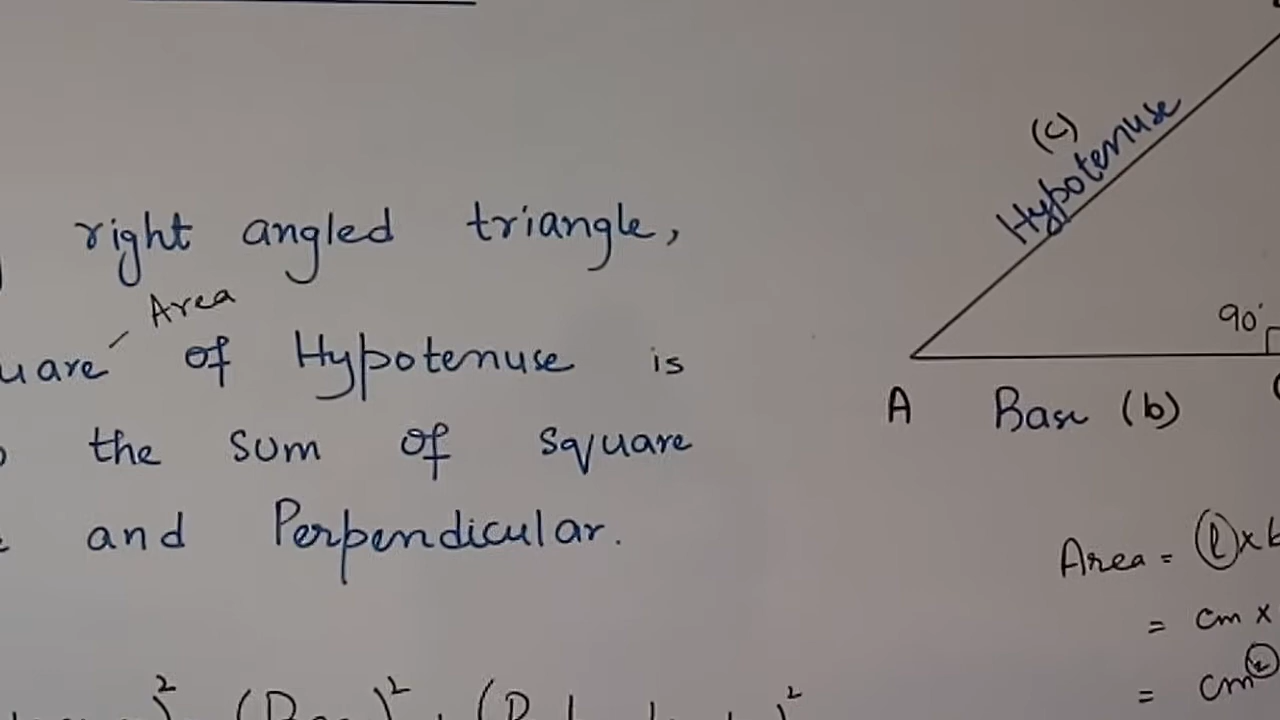 right angled triangle,
Area
of Hypotenuse is
the sum of square
and Perpendicular.
(c)
Hypotenuse
90°
A Base (b)
Area = l x b
= cm x
= cm²